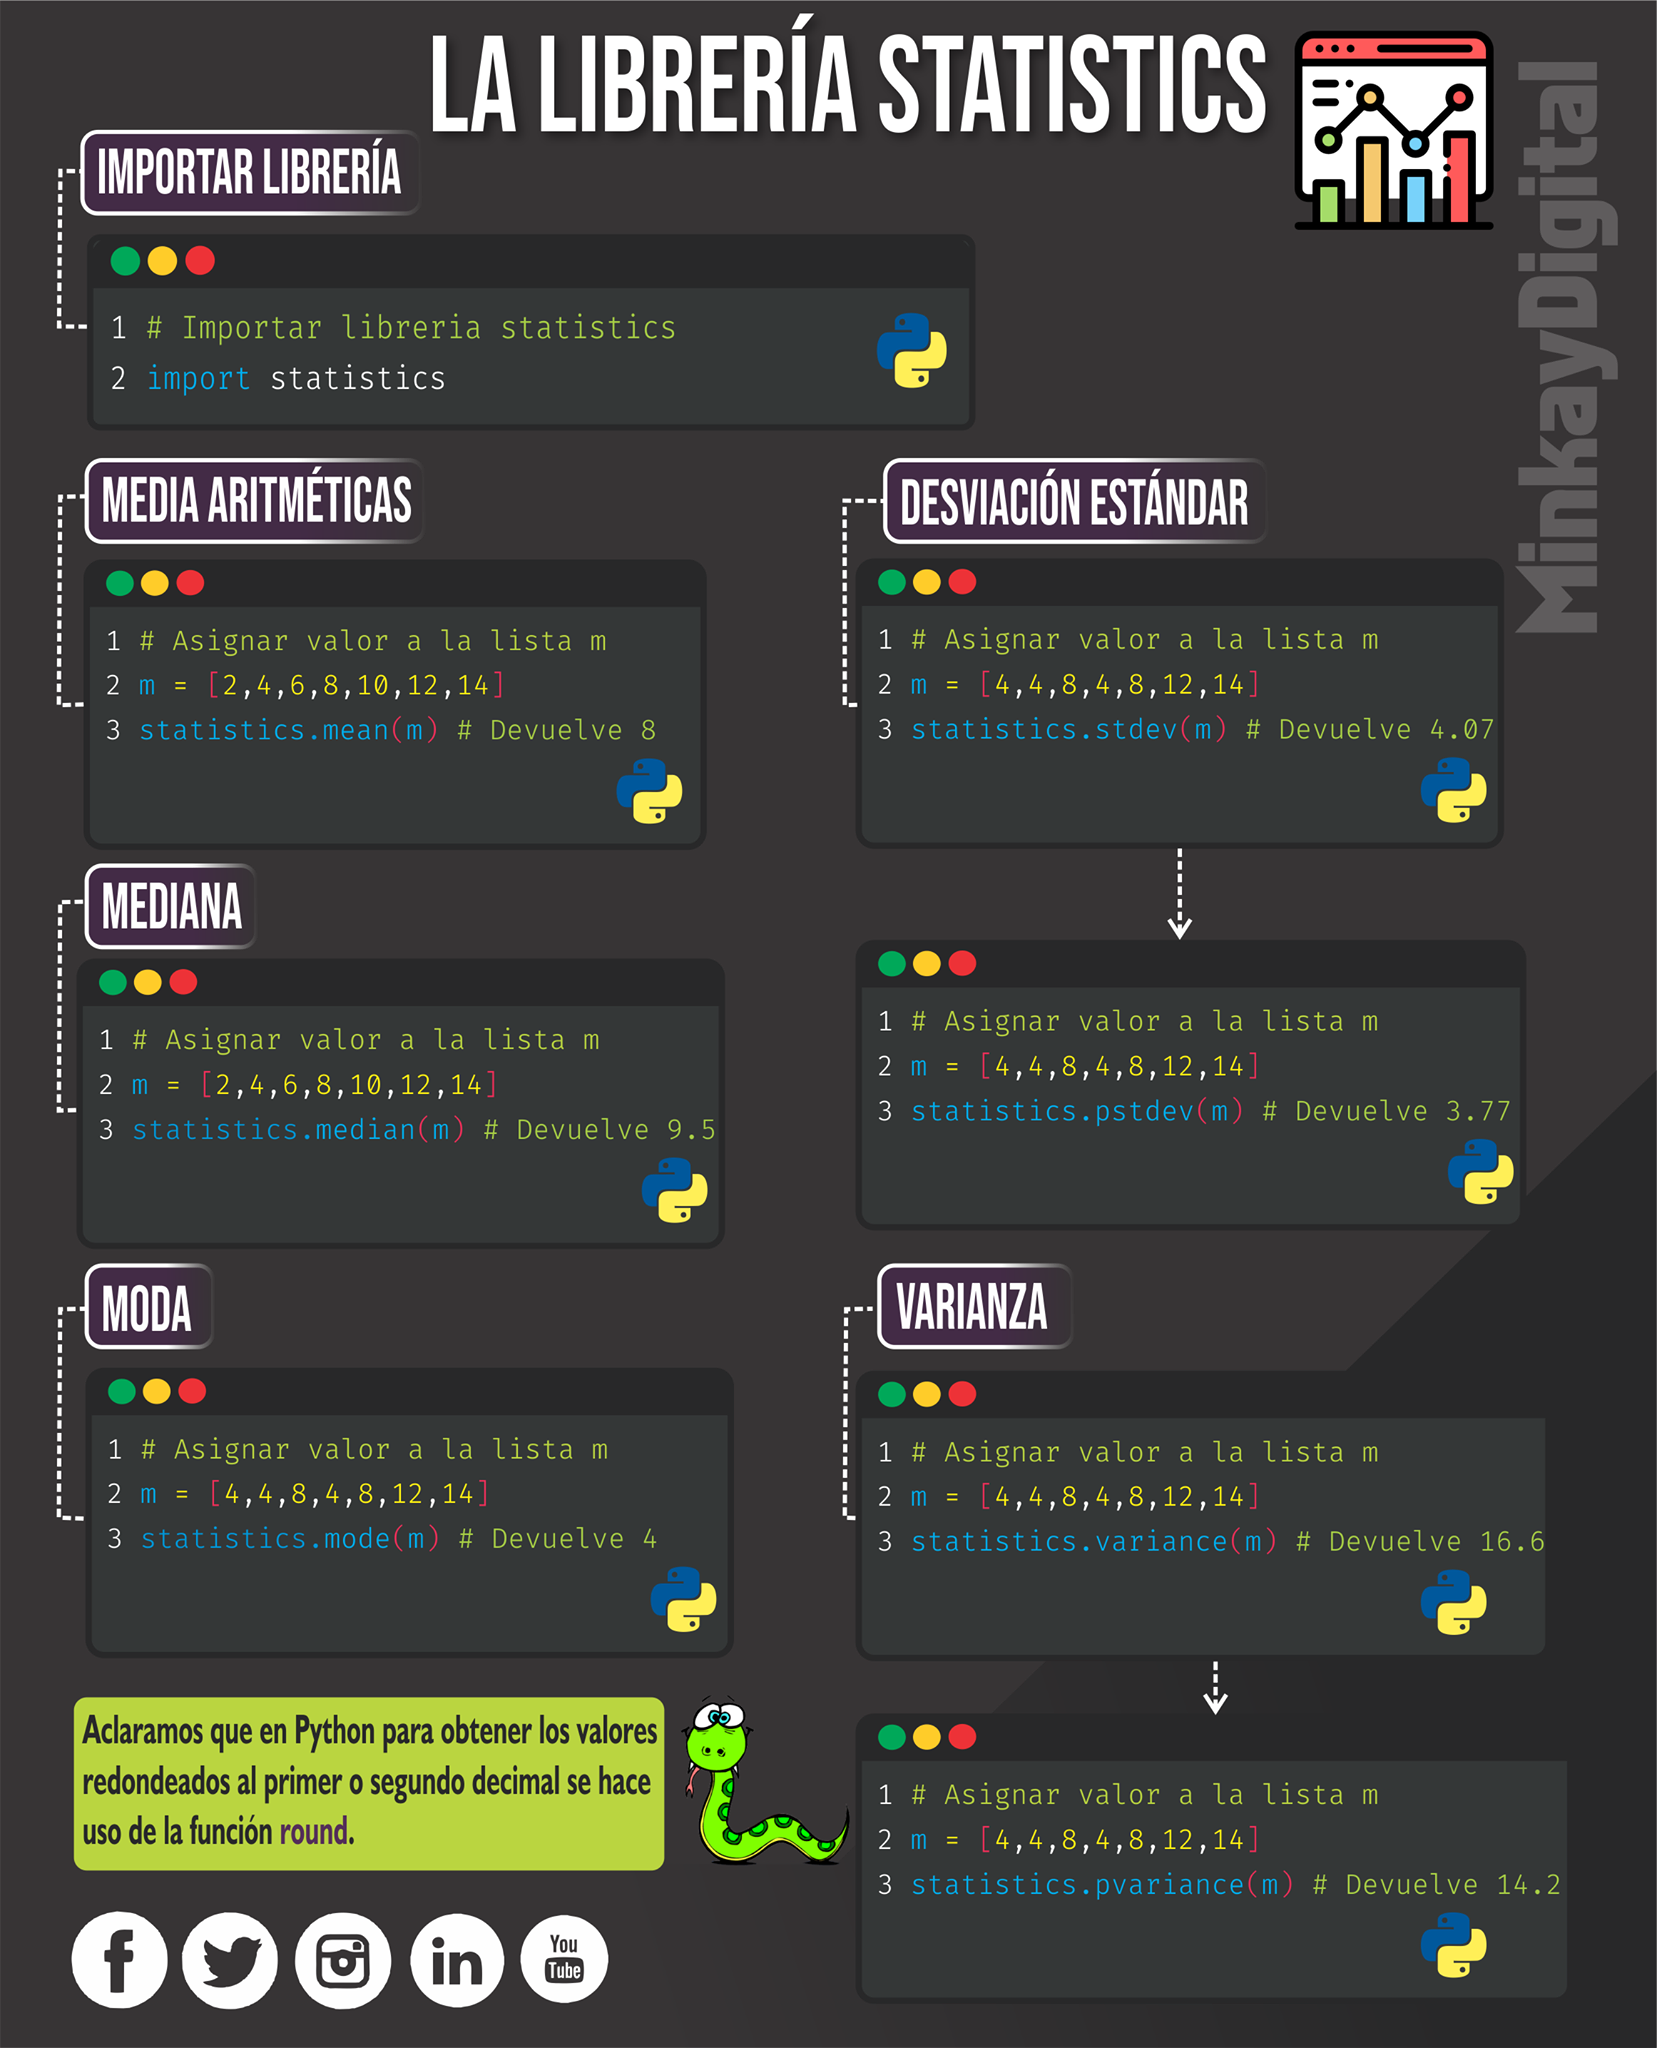 LA LIBRERÍA STATISTICS
MinkayDigital
IMPORTAR LIBRERÍA
1 # Importar libreria statistics
2 import statistics
MEDIA ARITMÉTICAS
1 # Asignar valor a la lista m
2 m = [2,4,6,8,10,12,14]
3 statistics.mean(m) # Devuelve 8
MEDIANA
1 # Asignar valor a la lista m
2 m = [2,4,6,8,10,12,14]
3 statistics.median(m) # Devuelve 9.5
MODA
1 # Asignar valor a la lista m
2 m = [4,4,8,4,8,12,14]
3 statistics.mode(m) # Devuelve 4
DESVIACIÓN ESTÁNDAR
1 # Asignar valor a la lista m
2 m = [4,4,8,4,8,12,14]
3 statistics.stdev(m) # Devuelve 4.07
1 # Asignar valor a la lista m
2 m = [4,4,8,4,8,12,14]
3 statistics.pstdev(m) # Devuelve 3.77
VARIANZA
1 # Asignar valor a la lista m
2 m = [4,4,8,4,8,12,14]
3 statistics.variance(m) # Devuelve 16.6
1 # Asignar valor a la lista m
2 m = [4,4,8,4,8,12,14]
3 statistics.pvariance(m) # Devuelve 14.2
Aclaramos que en Python para obtener los valores
redondeados al primer o segundo decimal se hace
uso de la función round.
f
in
You
Tube